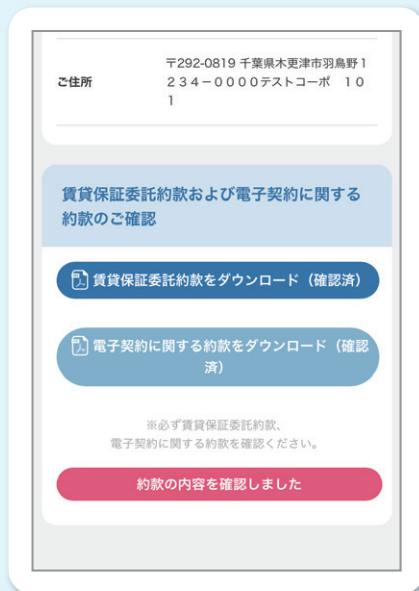 ご住所
〒292-0819 千葉県木更津市羽鳥野1
234－0000テストコーポ　10
1
賃貸保証委託約款および電子契約に関する
約款のご確認
賃貸保証委託約款をダウンロード（確認済）
電子契約に関する約款をダウンロード（確認
済）
※必ず賃貸保証委託約款、
電子契約に関する約款を確認ください。
約款の内容を確認しました